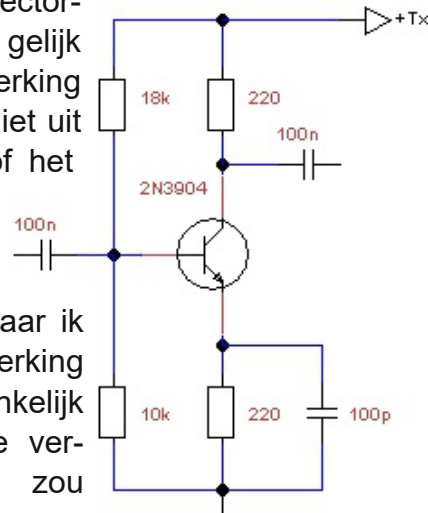 ector-
gelijk
erking
iet uit
of het
aar ik
erking
nkelijk
e ver-
zou
+Tx
18k
220
100n
2N3904
100n
10k
220
100p